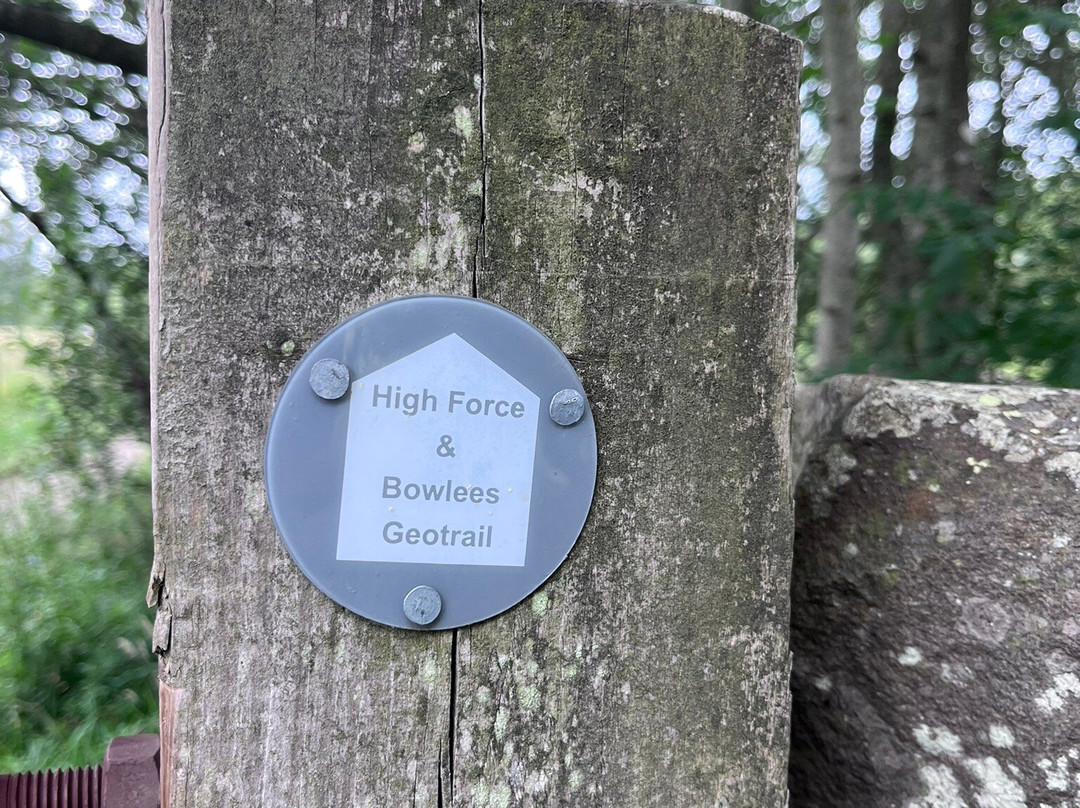 High Force
&
Bowlees
Geotrail